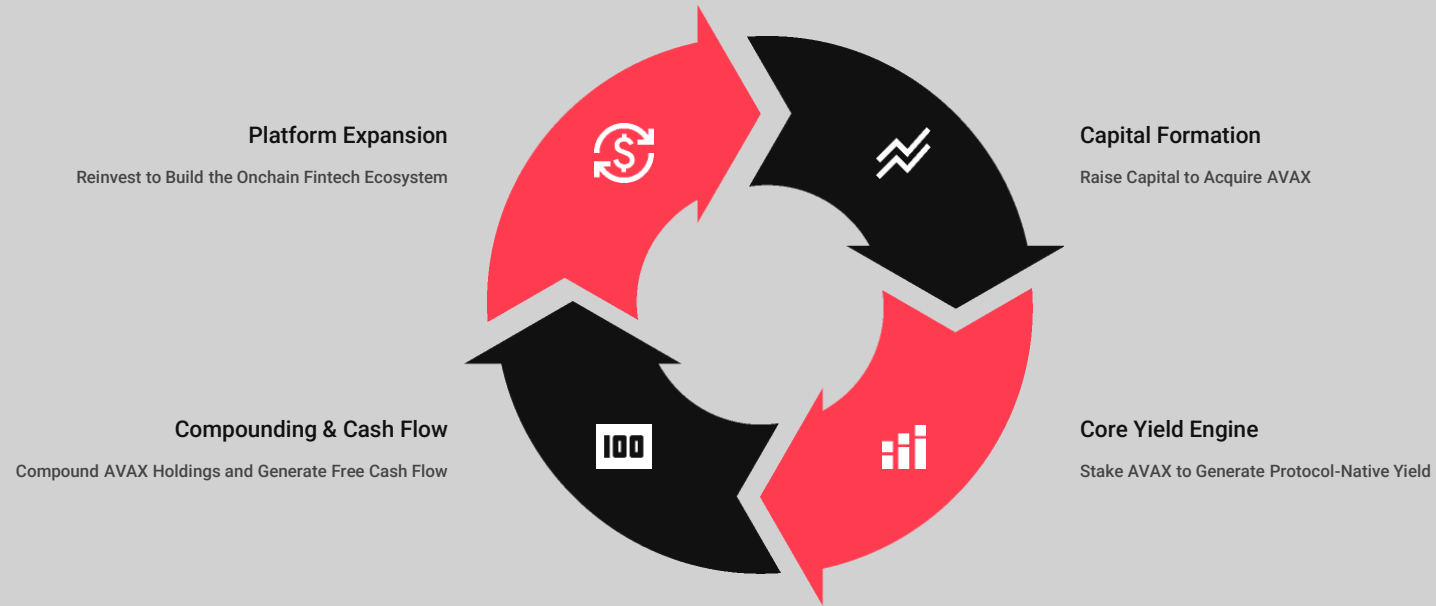 Platform Expansion
Reinvest to Build the Onchain Fintech Ecosystem
Capital Formation
Raise Capital to Acquire AVAX
Compounding & Cash Flow
Compound AVAX Holdings and Generate Free Cash Flow
100
Core Yield Engine
Stake AVAX to Generate Protocol-Native Yield
$